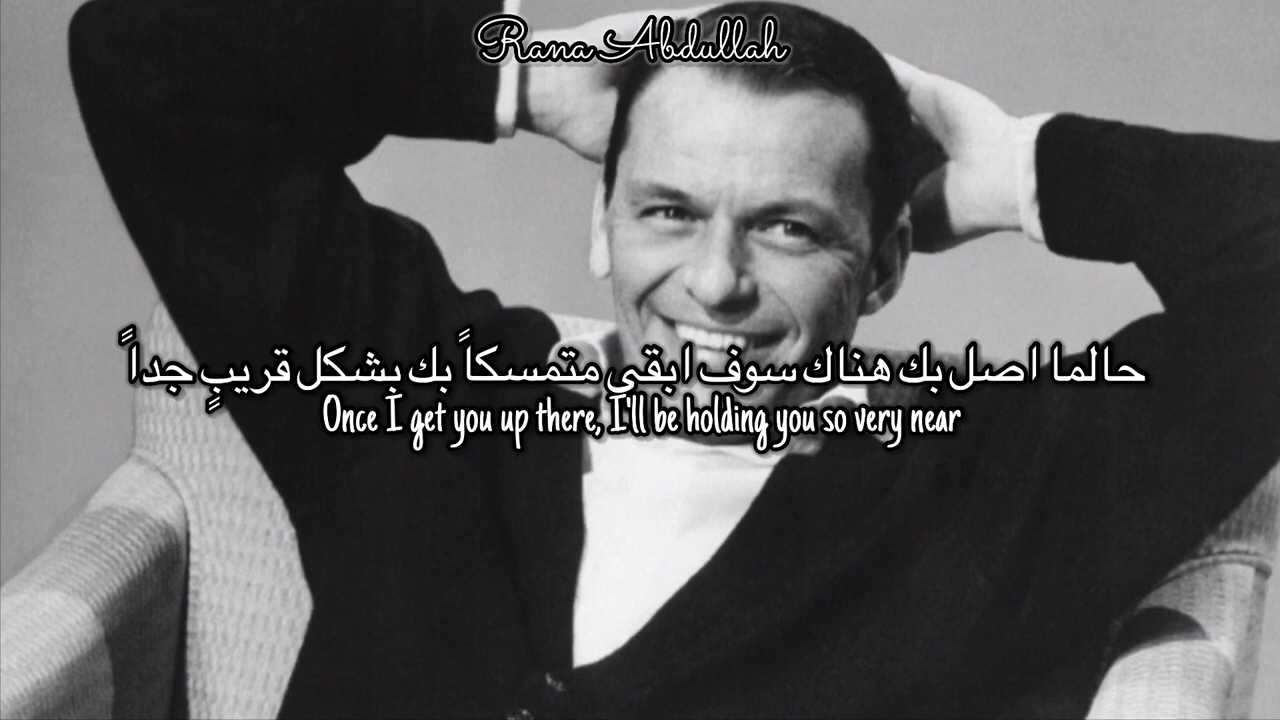 Rana Abdullah
حالما اصل بك هناك سوف ابقى متمسكاً بك بشكل قريبٍ جداً
Once I get you up there, I'll be holding you so very near